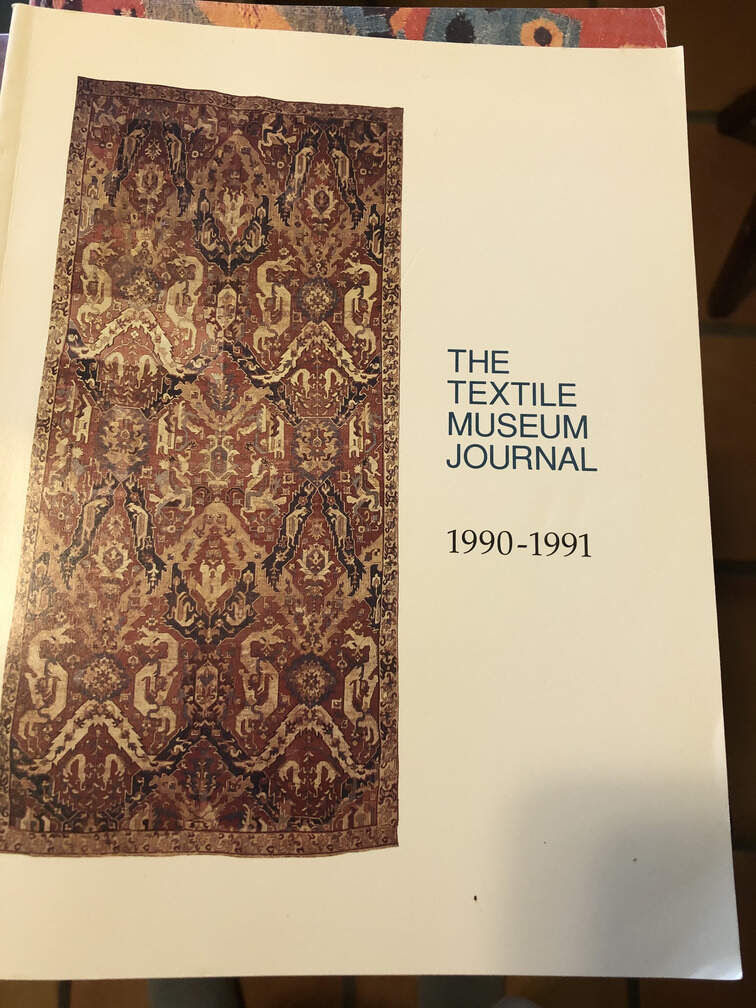 THE
TEXTILE
MUSEUM
JOURNAL
1990-1991